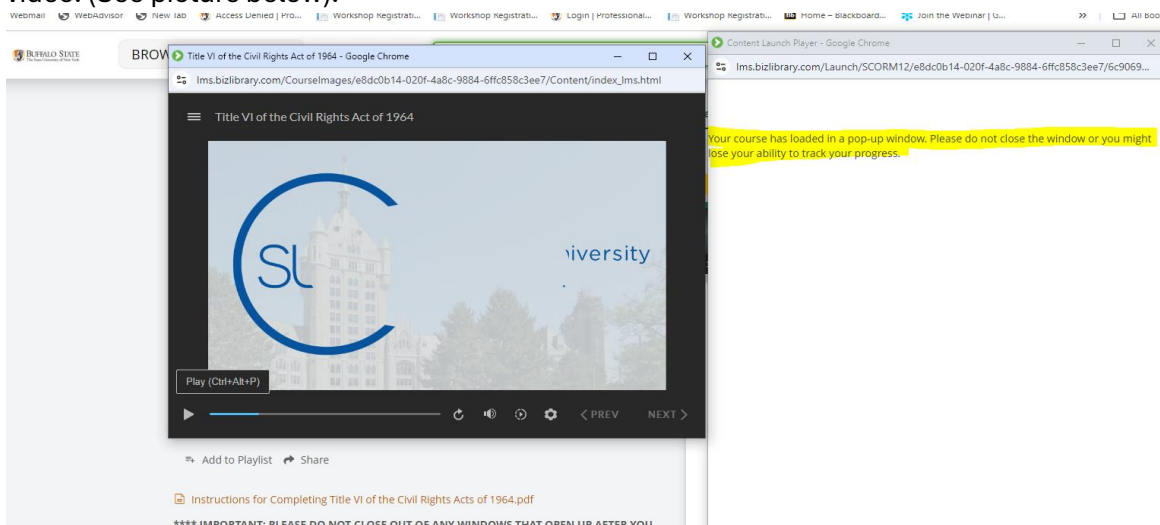 video. (See picture below).
Webmail WebAdvisor New Tab Access Denied | Pro... Workshop Registrati... Workshop Registrati... Login | Professional... Workshop Registrati... Home – Blackboard... Join the Webinar | G... » All Boo
BUFFALO STATE
BROW
Title VI of the Civil Rights Act of 1964 - Google Chrome
lms.bizlibrary.com/CourseImages/e8dc0b14-020f-4a8c-9884-6ffc858c3ee7/Content/index_lms.html
Title VI of the Civil Rights Act of 1964
SU
iversity
Play (Ctrl+Alt+P)
< PREV NEXT >
Add to Playlist Share
Instructions for Completing Title VI of the Civil Rights Acts of 1964.pdf
**** IMPORTANT: PLEASE DO NOT CLOSE OUT OF ANY WINDOWS THAT OPEN UP AFTER YOU
Content Launch Player - Google Chrome
lms.bizlibrary.com/Launch/SCORM12/e8dc0b14-020f-4a8c-9884-6ffc858c3ee7/6c9069...
Your course has loaded in a pop-up window. Please do not close the window or you might
lose your ability to track your progress.